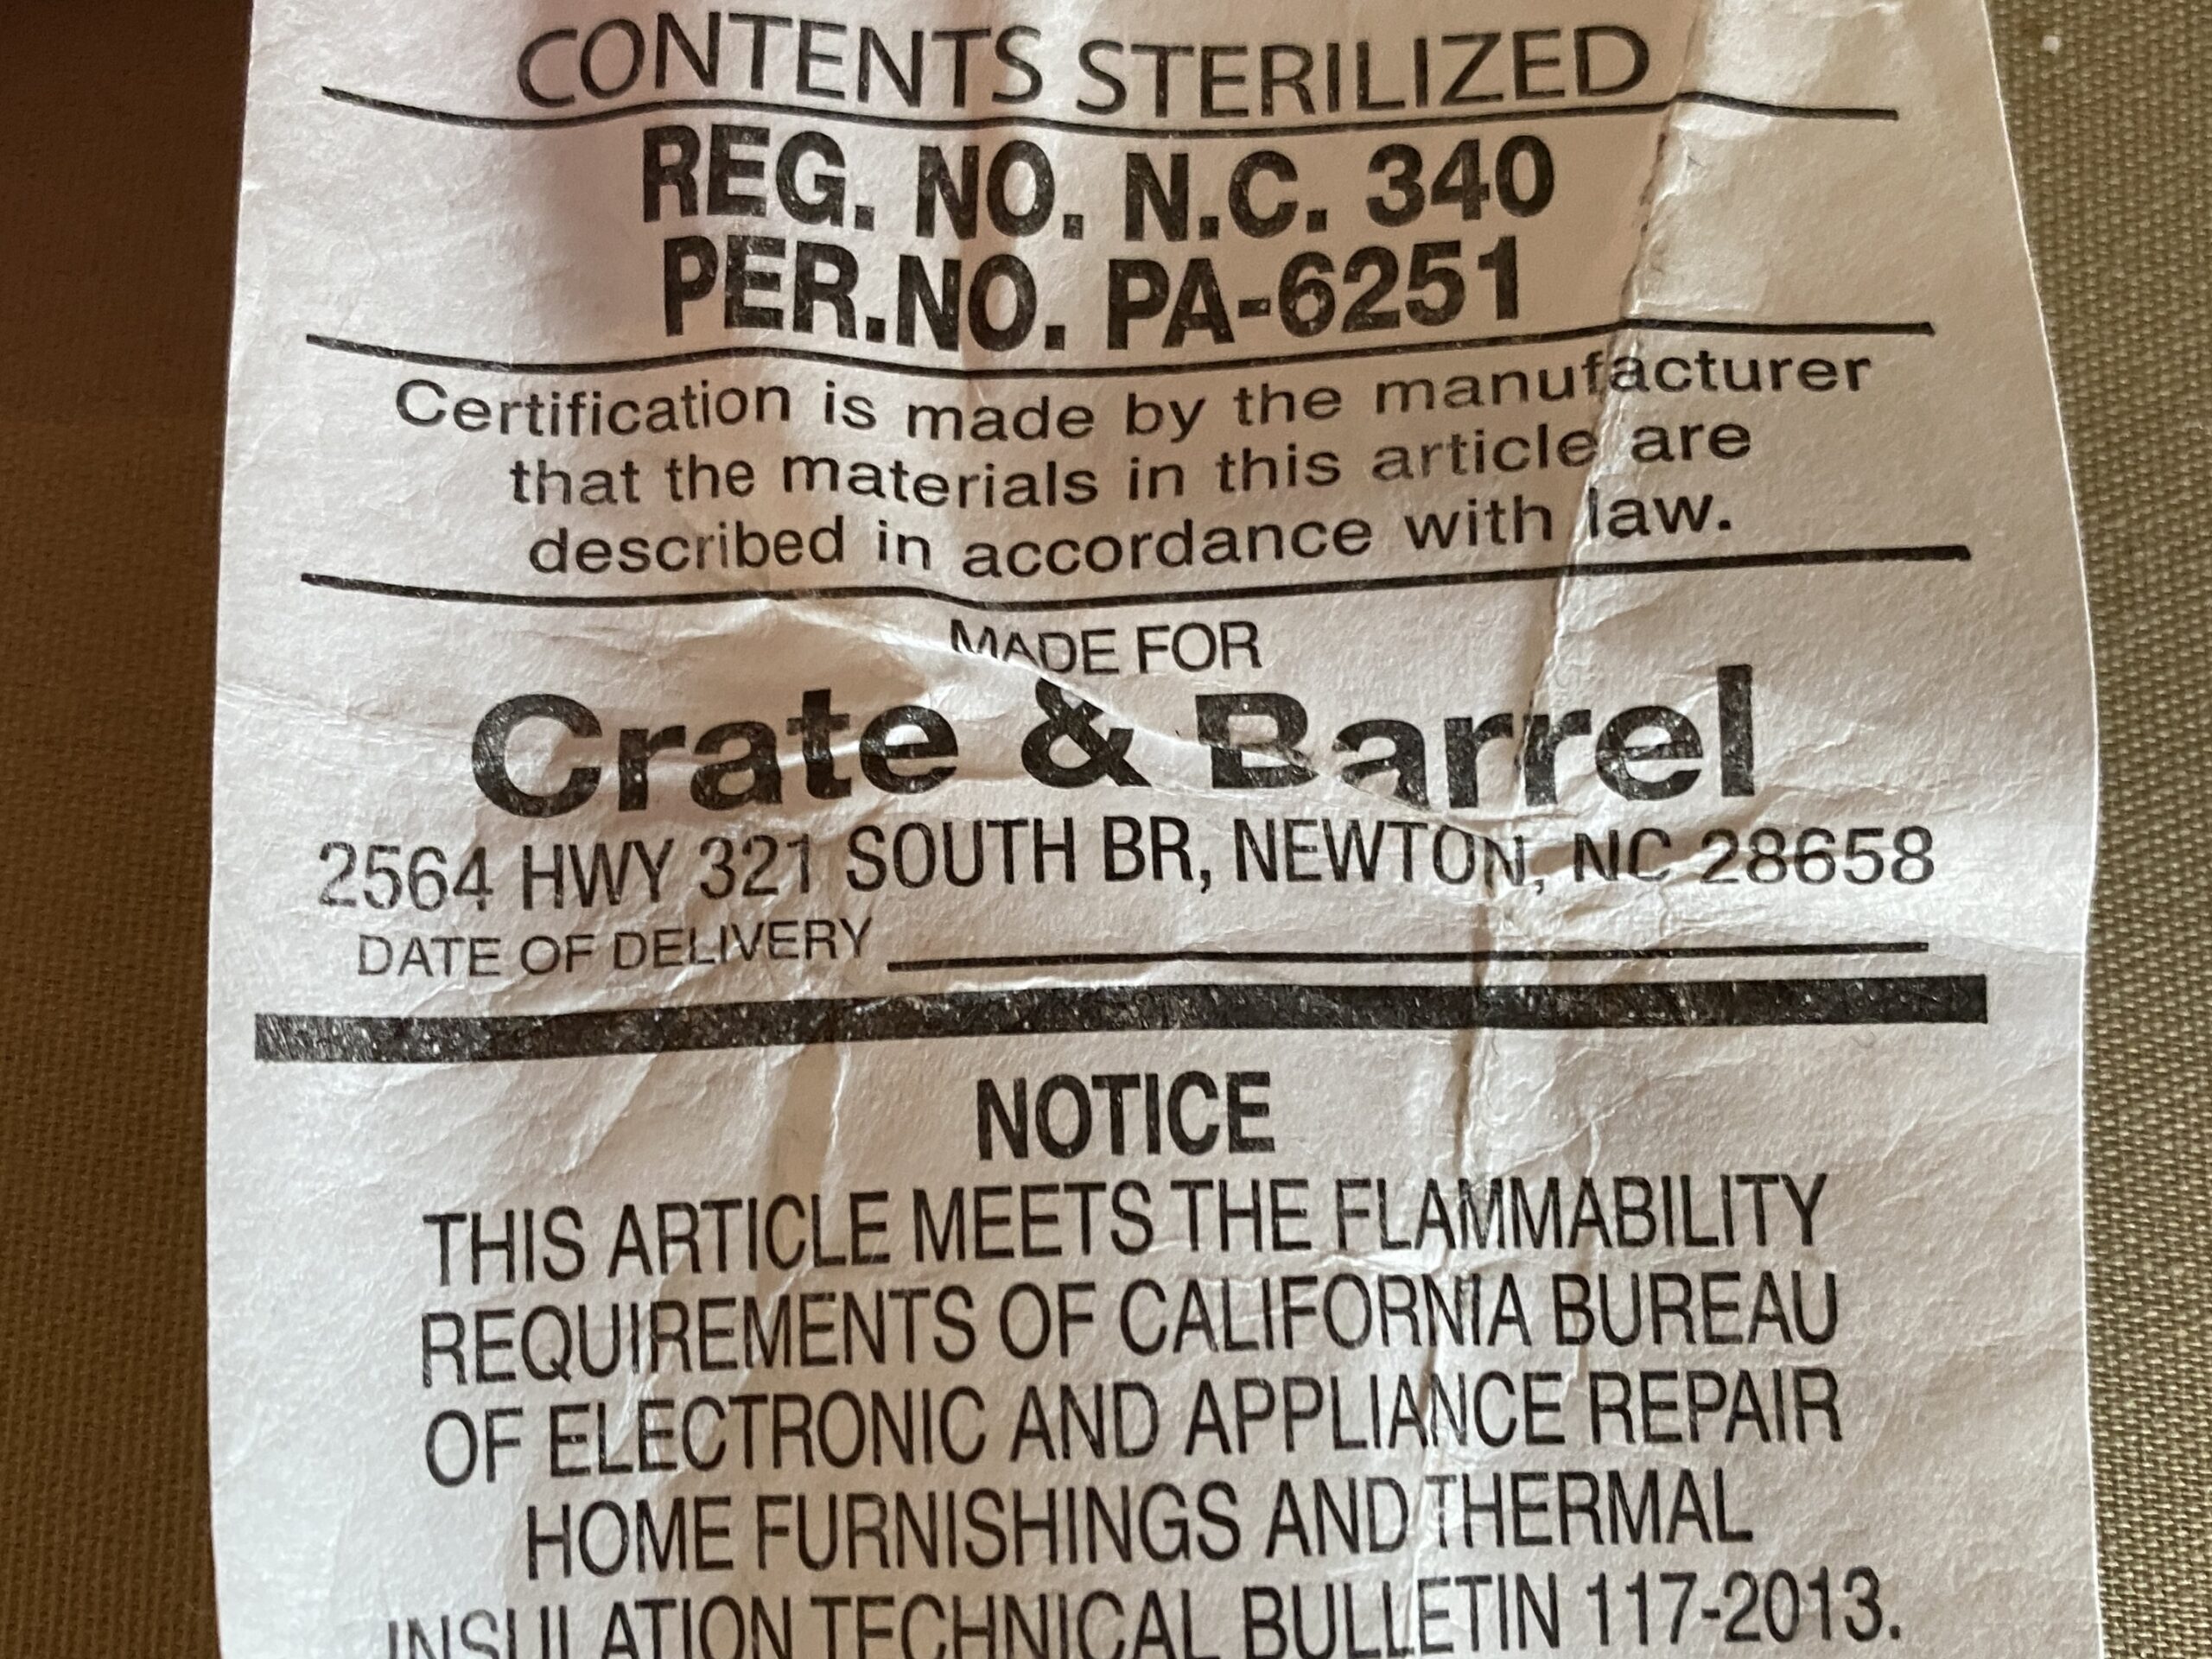 CONTENTS STERILIZED
REG. NO. N.C. 340
PER.NO. PA-6251
Certification is made by the manufacturer
that the materials in this article are
described in accordance with law.
MADE FOR
Crate & Barrel
2564 HWY 321 SOUTH BR, NEWTON, NC 28658
DATE OF DELIVERY
NOTICE
THIS ARTICLE MEETS THE FLAMMABILITY
REQUIREMENTS OF CALIFORNIA BUREAU
OF ELECTRONIC AND APPLIANCE REPAIR
HOME FURNISHINGS AND THERMAL
INSULATION TECHNICAL BULLETIN 117-2013.